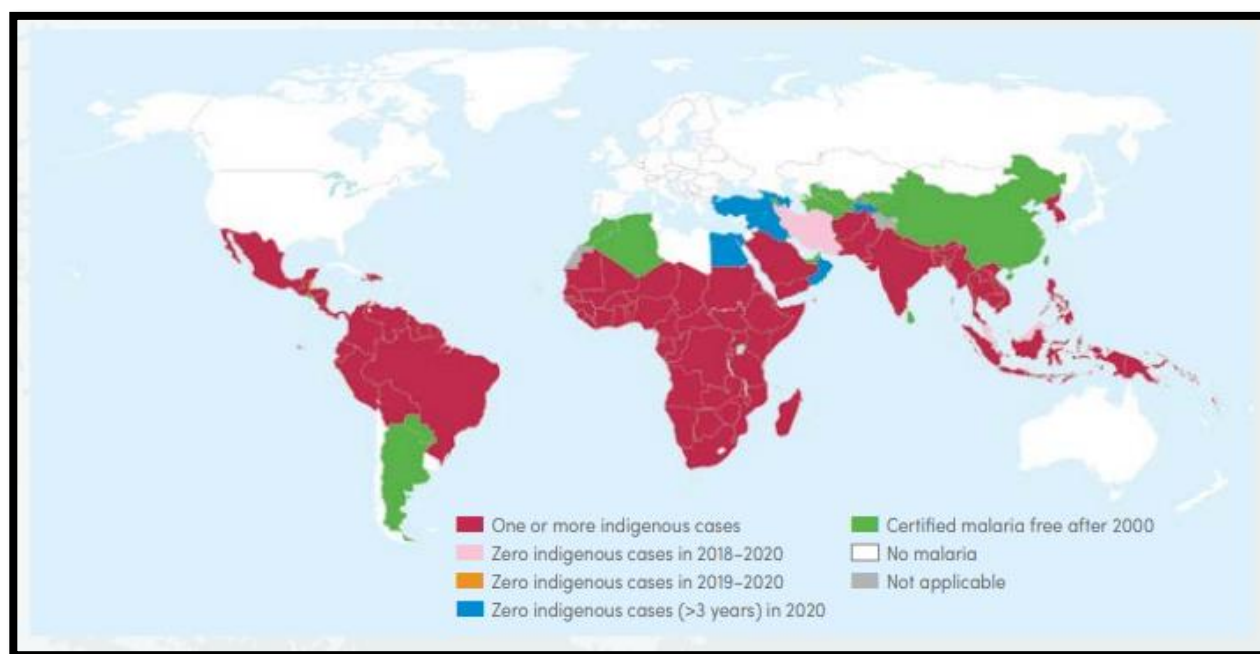 One or more indigenous cases
Zero indigenous cases in 2018–2020
Zero indigenous cases in 2019–2020
Zero indigenous cases (>3 years) in 2020
Certified malaria free after 2000
No malaria
Not applicable